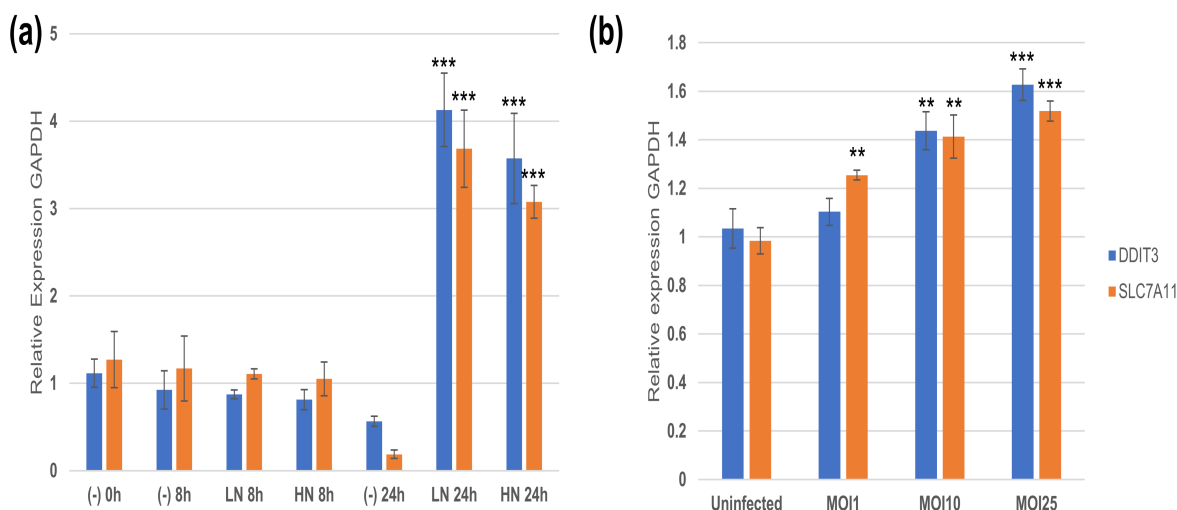 (a)
Relative Expression GAPDH
5
4
3
2
1
0
***
***
***
***
(-) 0h
(-) 8h
LN 8h
HN 8h
(-) 24h
LN 24h
HN 24h
(b)
Relative expression GAPDH
1.8
1.6
1.4
1.2
1
0.8
0.6
0.4
0.2
0
**
**
**
***
***
Uninfected
MOI1
MOI10
MOI25
DDIT3
SLC7A11